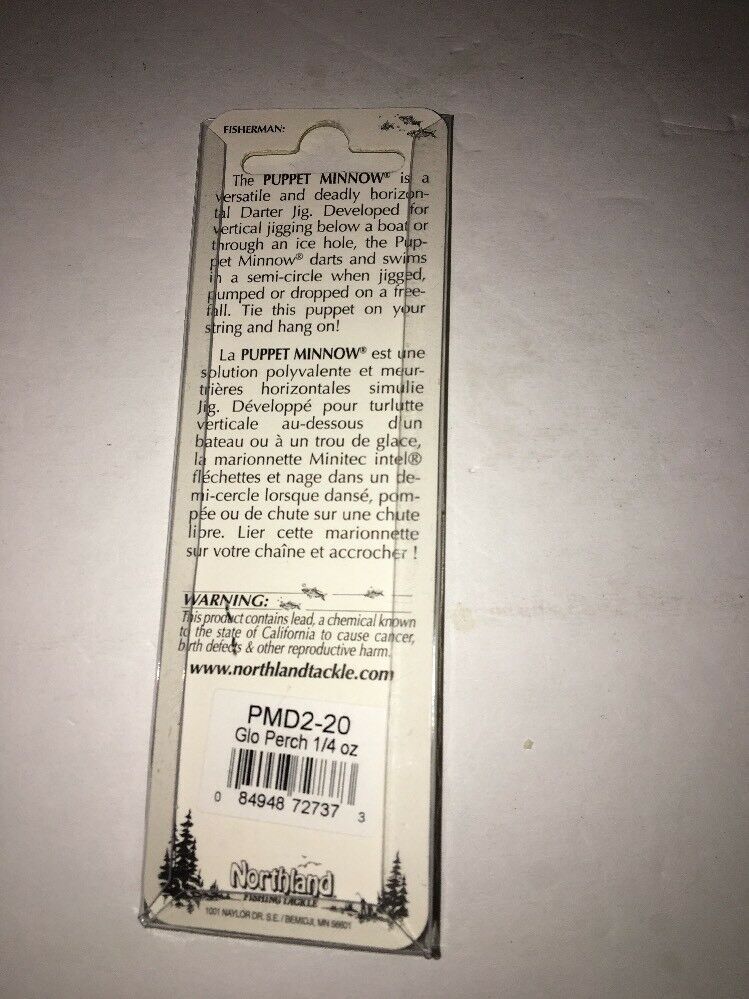 FISHERMAN:
The PUPPET MINNOW® is a
versatile and deadly horizon-
tal Darter Jig. Developed for
vertical jigging below a boat or
through an ice hole, the Pup-
pet Minnow® darts and swims
in a semi-circle when jigged,
pumped or dropped on a free-
fall. Tie this puppet on your
string and hang on!
La PUPPET MINNOW® est une
solution polyvalente et meur-
trières horizontales simulie
Jig. Développé pour turlutte
verticale au-dessous d'un
bateau ou à un trou de glace,
la marionnette Minitec intel®
fléchettes et nage dans un de-
mi-cercle lorsque dansé, pom-
pée ou de chute sur une chute
libre. Lier cette marionnette
sur votre chaîne et accrocher !
WARNING:
This product contains lead, a chemical known
to the state of California to cause cancer,
birth defects & other reproductive harm.
www.northlandtackle.com
PMD2-20
Glo Perch 1/4 oz
0 84948 72737 3
Northland
FISHING TACKLE
1001 NAYLOR DR. S.E. / BEMIDJI, MN 56601